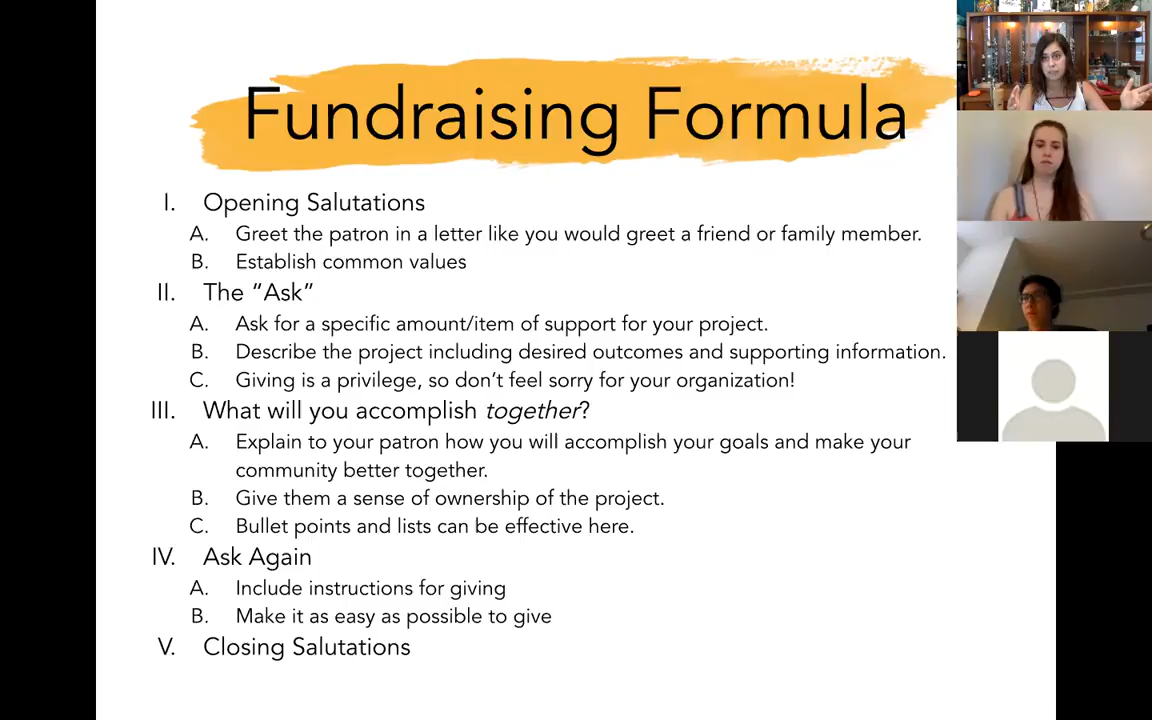 Fundraising Formula
I. Opening Salutations
A. Greet the patron in a letter like you would greet a friend or family member.
B. Establish common values
II. The “Ask”
A. Ask for a specific amount/item of support for your project.
B. Describe the project including desired outcomes and supporting information.
C. Giving is a privilege, so don’t feel sorry for your organization!
III. What will you accomplish together?
A. Explain to your patron how you will accomplish your goals and make your
community better together.
B. Give them a sense of ownership of the project.
C. Bullet points and lists can be effective here.
IV. Ask Again
A. Include instructions for giving
B. Make it as easy as possible to give
V. Closing Salutations